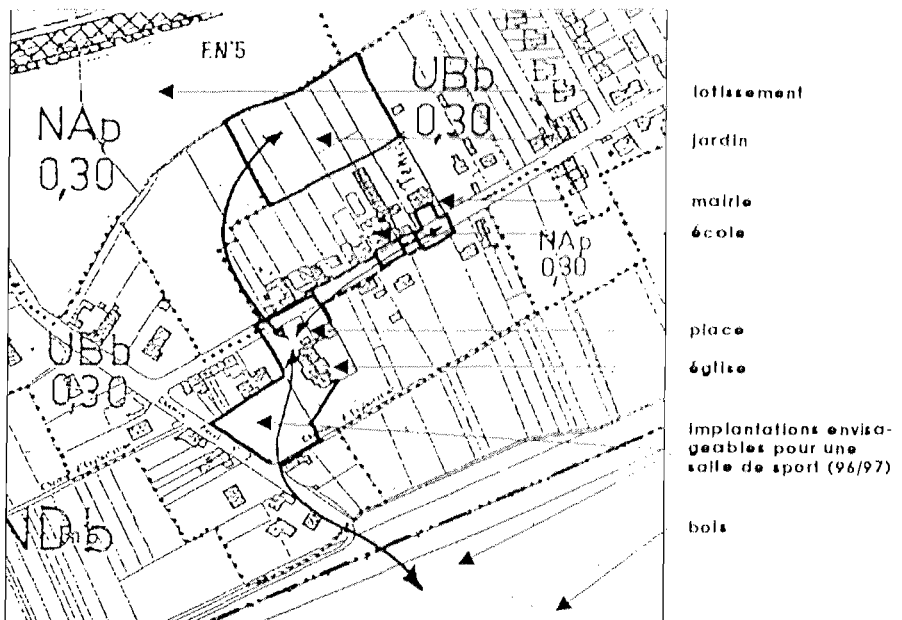 F.N°5
UBb
0,30
NAp
0,30
NAp
0,30
UBb
0,30
NDb
lotissement
jardin
mairie
école
place
église
implantations envisa-
geables pour une
salle de sport (96/97)
bois